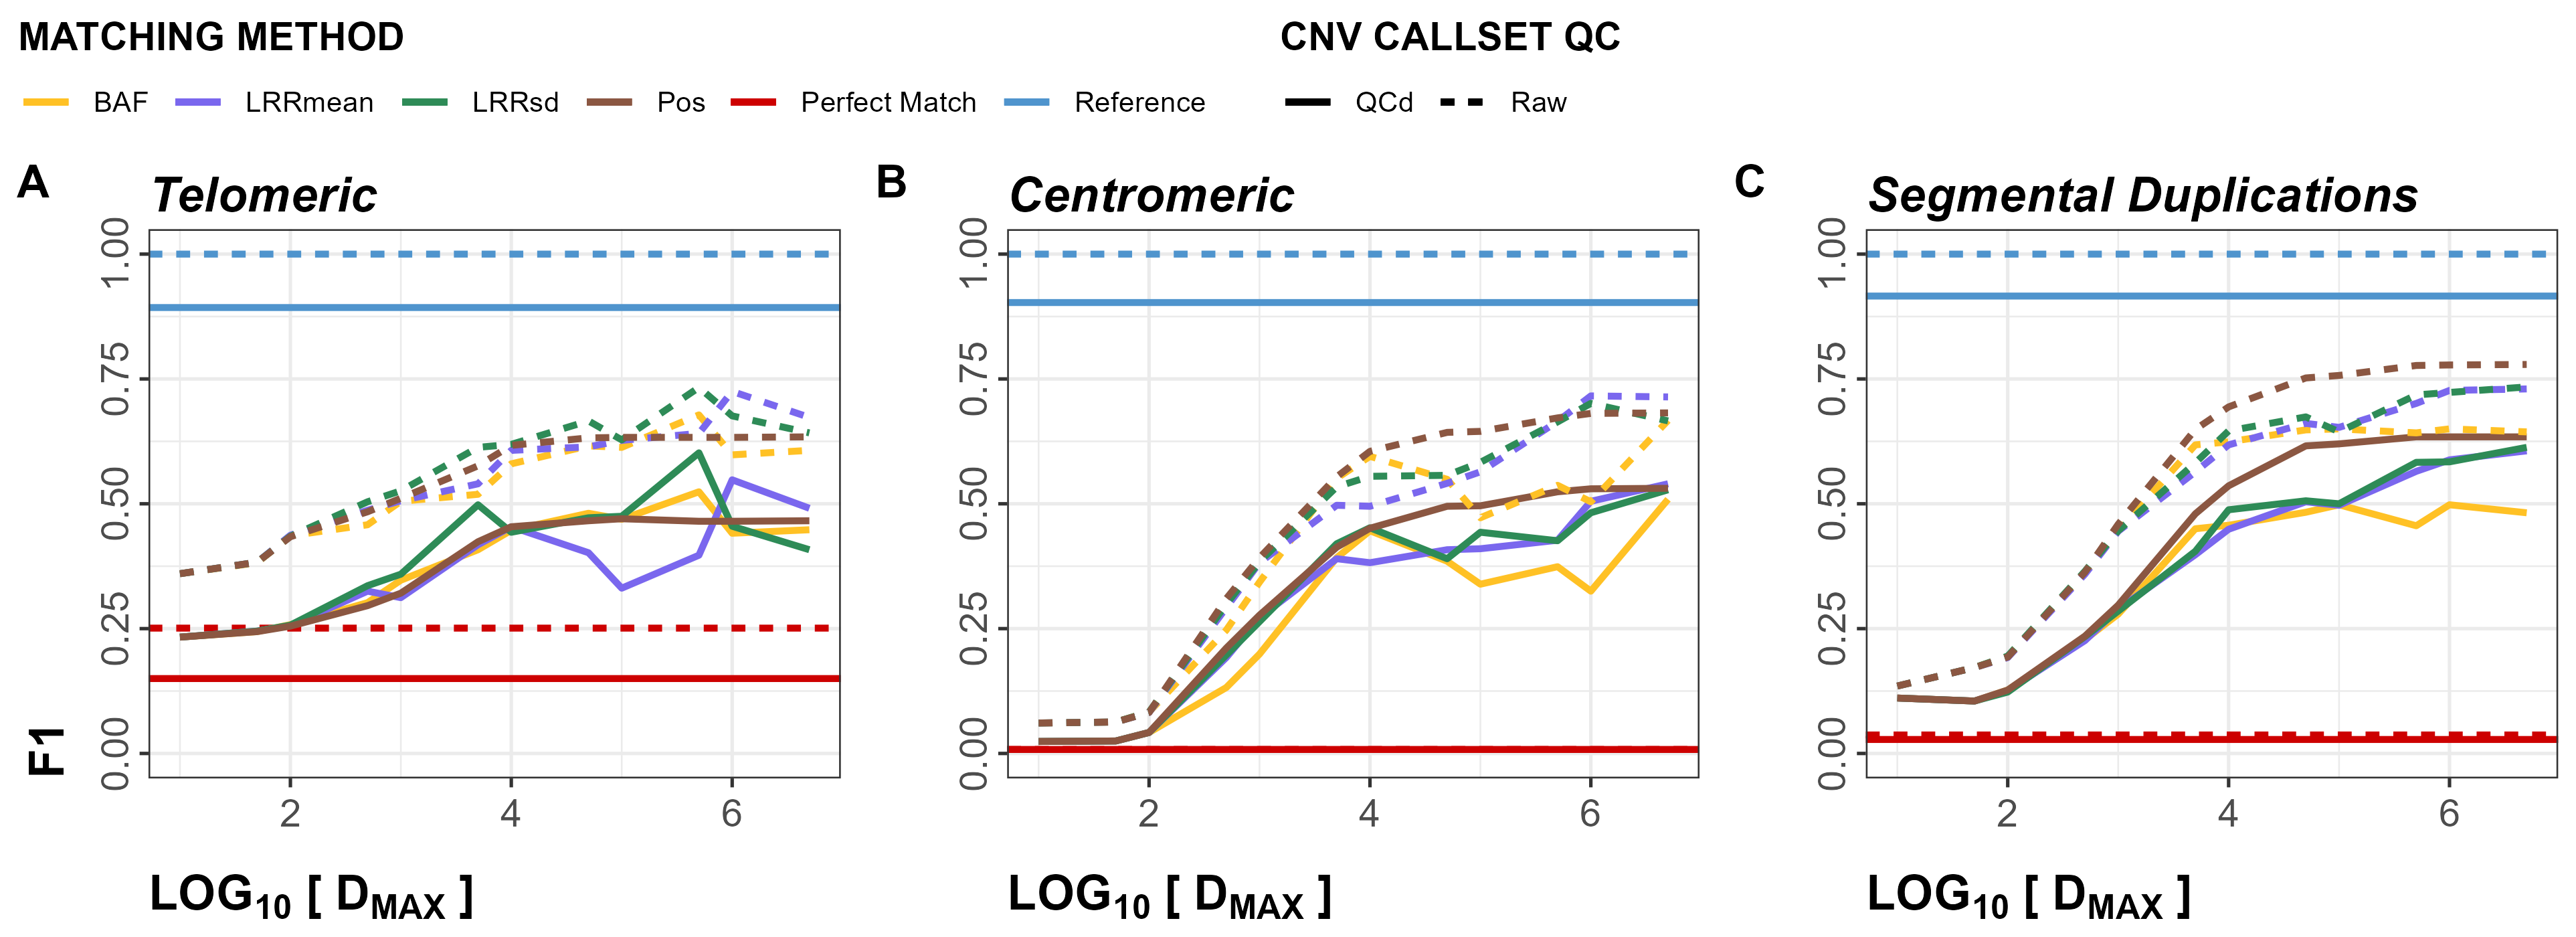 MATCHING METHOD CNV CALLSET QC
BAF LRRmean LRRsd Pos Perfect Match Reference QCd Raw
A Telomeric B Centromeric C Segmental Duplications
1.00 1.00 1.00
0.75 0.75 0.75
0.50 0.50 0.50
0.25 0.25 0.25
0.00 0.00 0.00
F1
2 4 6 2 4 6 2 4 6
LOG10 [ DMAX ] LOG10 [ DMAX ] LOG10 [ DMAX ]